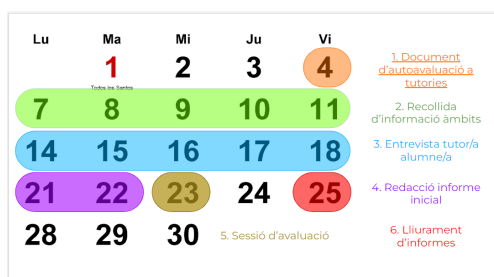 Lu Ma Mi Ju Vi
1 2 3 4
Todos los Santos
7 8 9 10 11
14 15 16 17 18
21 22 23 24 25
28 29 30
1. Document
d'autoavaluació a
tutories
2. Recollida
d'informació àmbits
3. Entrevista tutor/a
alumne/a
4. Redacció informe
inicial
5. Sessió d'avaluació
6. Lliurament
d'informes